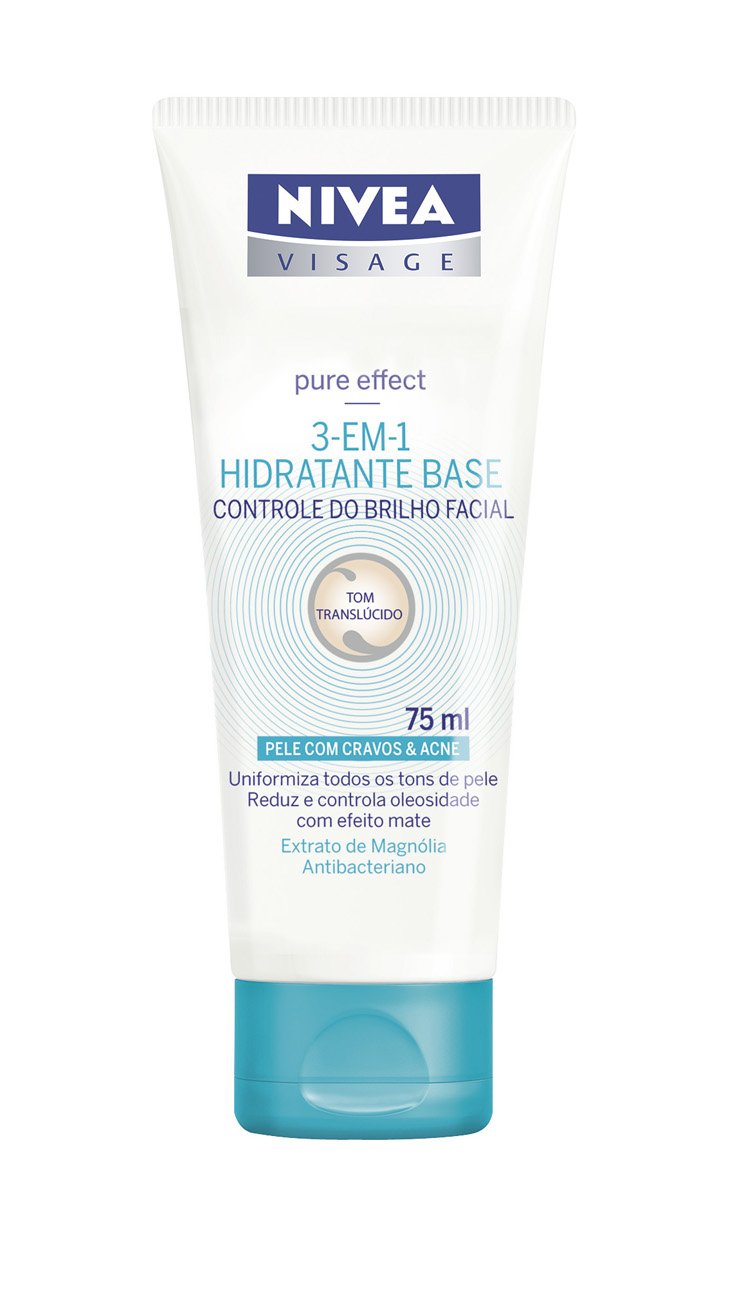 NIVEA
VISAGE
pure effect
3-EM-1
HIDRATANTE BASE
CONTROLE DO BRILHO FACIAL
TOM
TRANSLÚCIDO
75 ml
PELE COM CRAVOS & ACNE
Uniformiza todos os tons de pele
Reduz e controla oleosidade
com efeito mate
Extrato de Magnólia
Antibacteriano